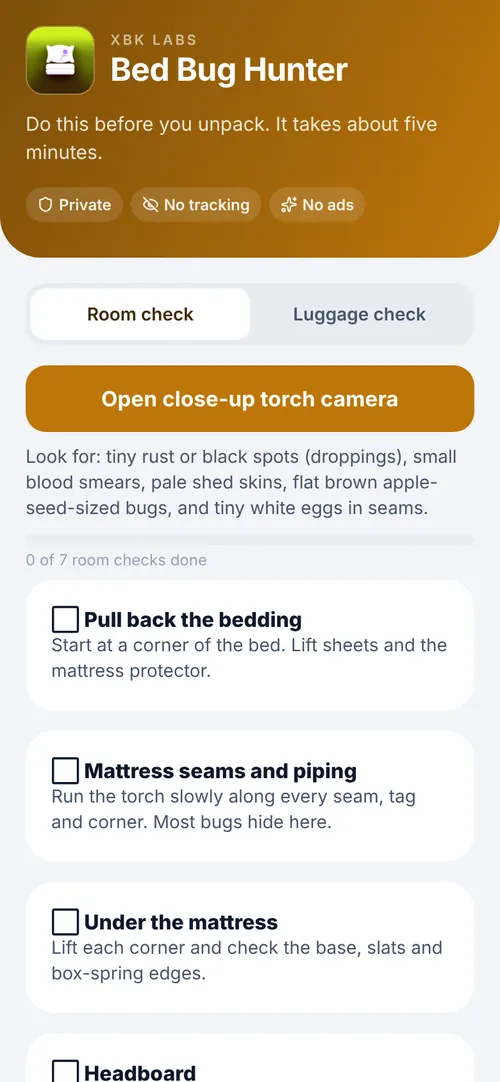 XBK LABS
Bed Bug Hunter
Do this before you unpack. It takes about five
minutes.
Private
No tracking
No ads
Room check
Luggage check
Open close-up torch camera
Look for: tiny rust or black spots (droppings), small
blood smears, pale shed skins, flat brown apple-
seed-sized bugs, and tiny white eggs in seams.
0 of 7 room checks done
Pull back the bedding
Start at a corner of the bed. Lift sheets and the
mattress protector.
Mattress seams and piping
Run the torch slowly along every seam, tag
and corner. Most bugs hide here.
Under the mattress
Lift each corner and check the base, slats and
box-spring edges.
Headboard